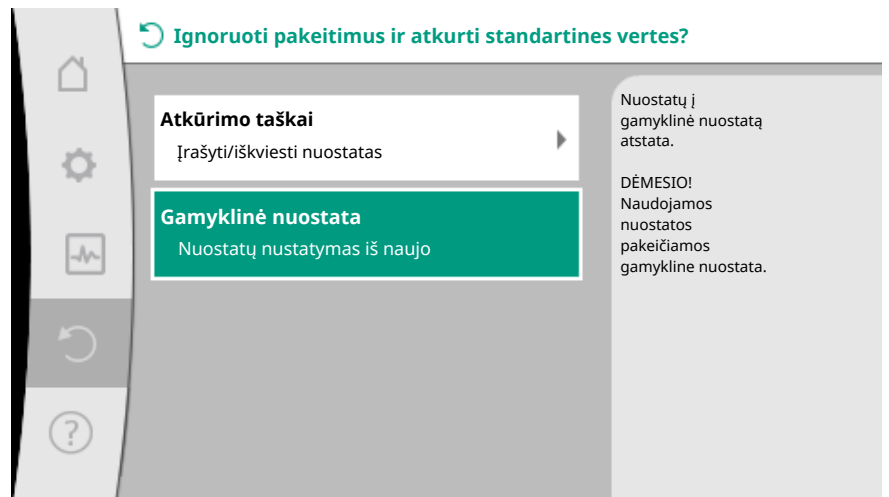 Ignoruoti pakeitimus ir atkurti standartines vertes?
Atkūrimo taškai
Įrašyti/iškviesti nuostatas
Gamyklinė nuostata
Nuostatų nustatymas iš naujo
Nuostatų į
gamyklinė nuostatą
atstata.
DĖMESIO!
Naudojamos
nuostatos
pakeičiamos
gamykline nuostata.
?